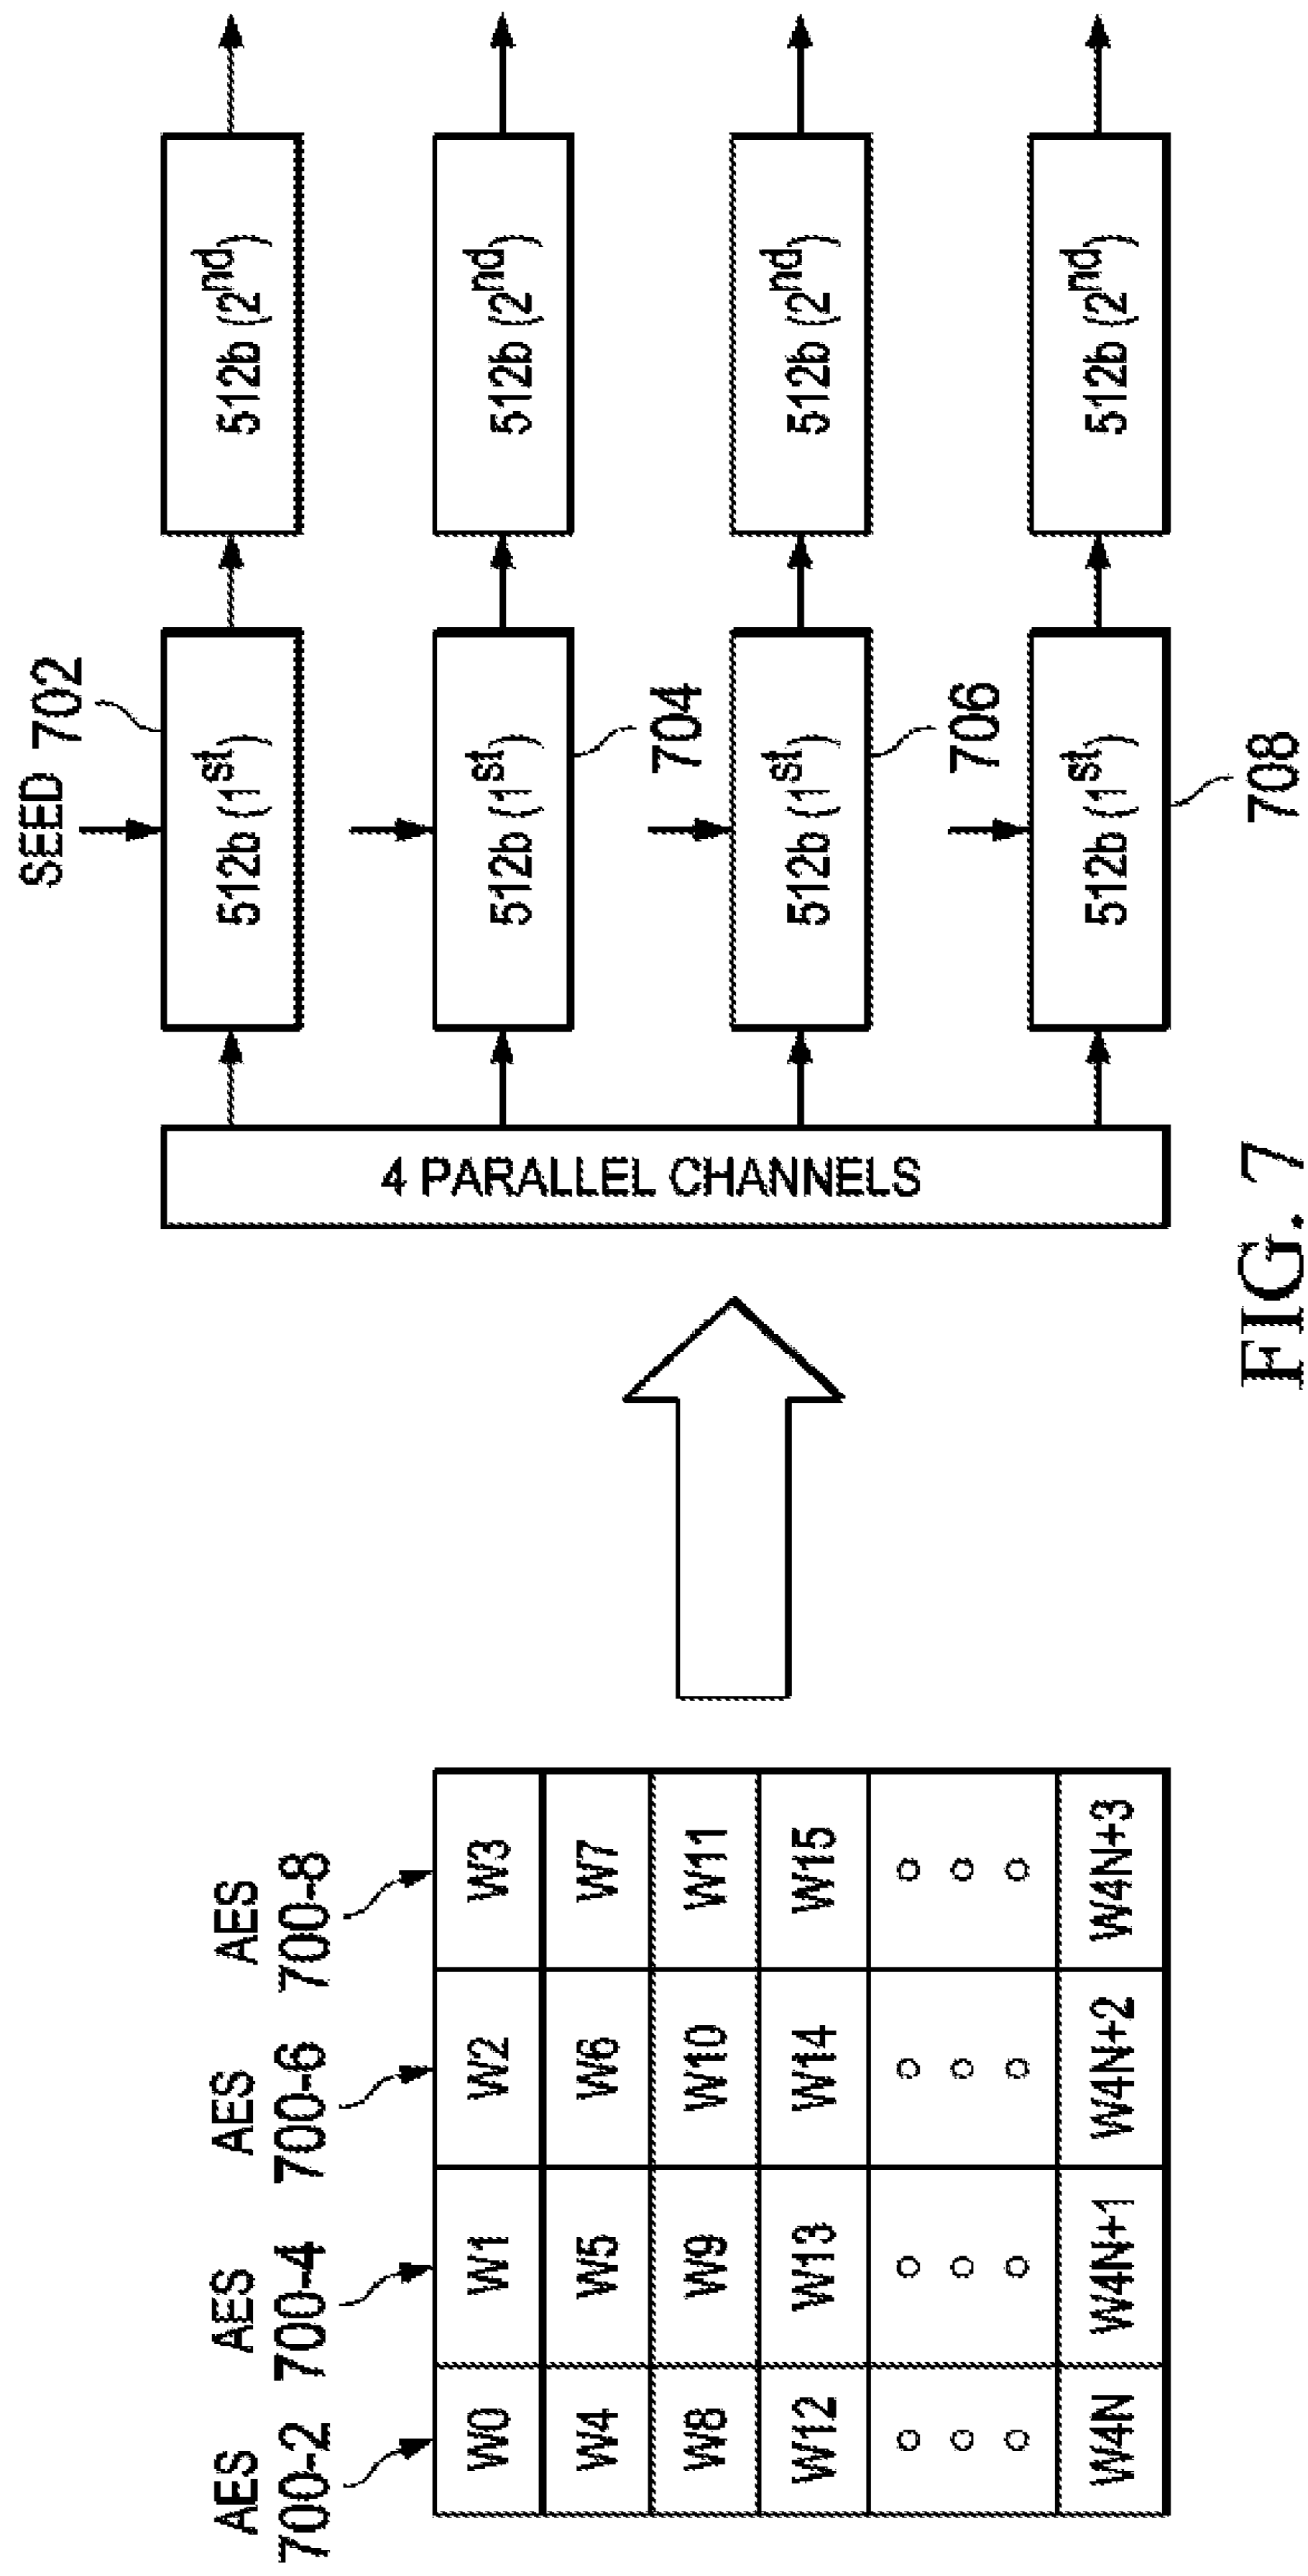 AES AES AES AES
700-2 700-4 700-6 700-8
W0 W1 W2 W3
W4 W5 W6 W7
W8 W9 W10 W11
W12 W13 W14 W15
W4N W4N+1 W4N+2 W4N+3
4 PARALLEL CHANNELS
SEED 702
512b (1st) 512b (2nd)
512b (1st) 512b (2nd)
704
512b (1st) 512b (2nd)
706
512b (1st) 512b (2nd)
708
FIG. 7